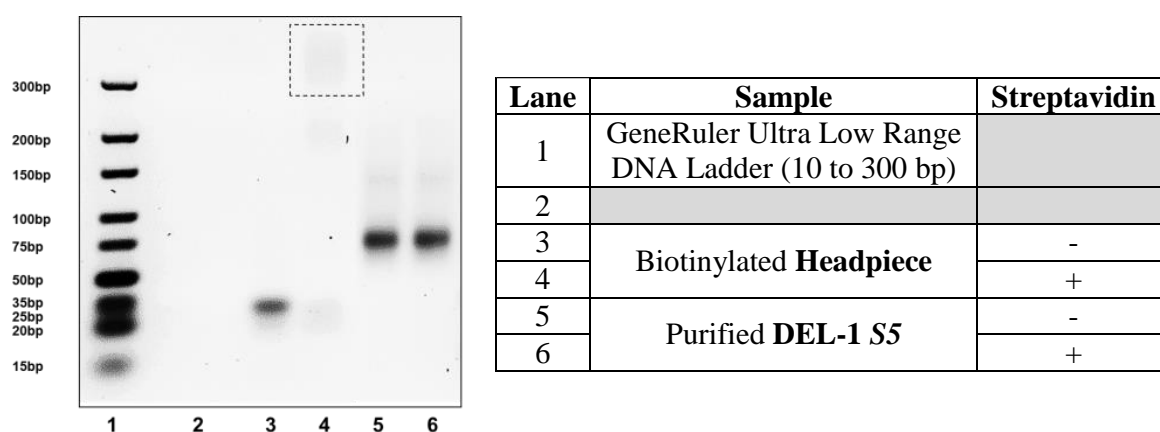 300bp
200bp
150bp
100bp
75bp
50bp
35bp
25bp
20bp
15bp
1 2 3 4 5 6
Lane Sample Streptavidin
1 GeneRuler Ultra Low Range
DNA Ladder (10 to 300 bp)
2
3 Biotinylated Headpiece -
4 +
5 Purified DEL-1 S5 -
6 +